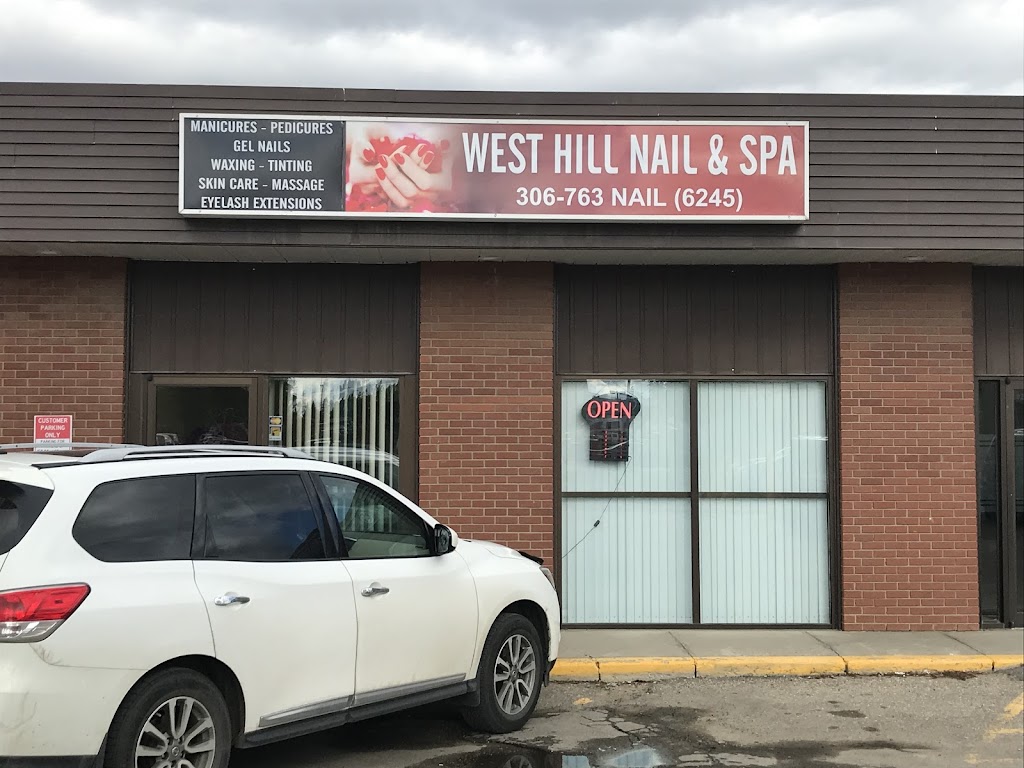 MANICURES - PEDICURES
GEL NAILS
WAXING - TINTING
SKIN CARE - MASSAGE
EYELASH EXTENSIONS
WEST HILL NAIL & SPA
306-763 NAIL (6245)
OPEN
CUSTOMER
PARKING
ONLY